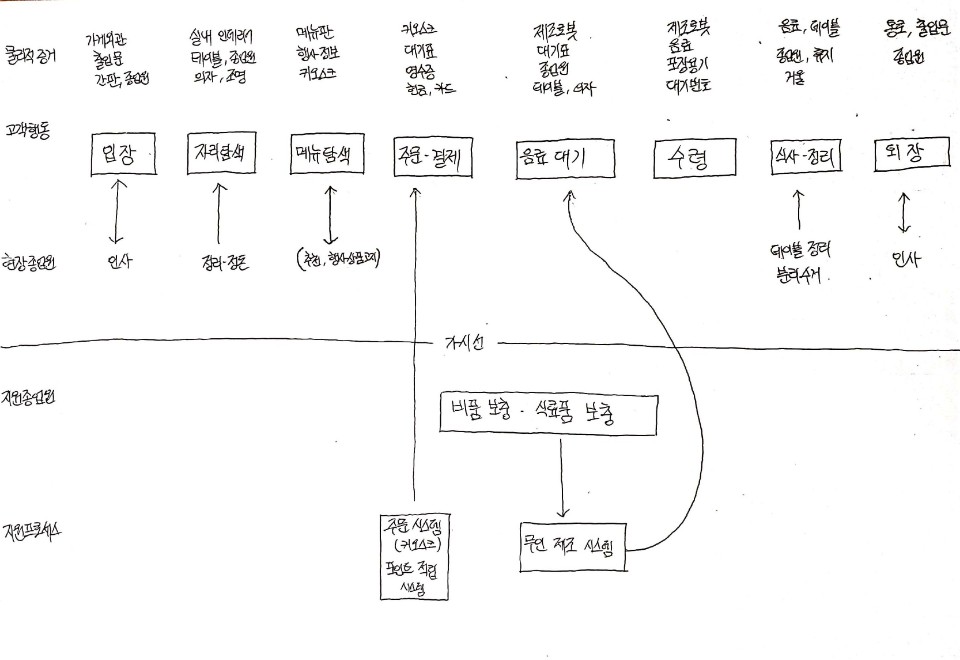 물리적 증거
가게외관
출입문
간판, 종업원
실내 인테리어
테이블, 종업원
의자, 조명
메뉴판
행사정보
키오스크
키오스크
대기표
영수증
현금, 카드
제조로봇
대기표
종업원
테이블, 의자
제조로봇
음료
포장용기
대기번호
음료, 테이블
종업원, 휴지
거울
통로, 출입문
종업원
고객행동
입장
자리탐색
메뉴탐색
주문-결제
음료 대기
수령
식사-정리
퇴장
현장종업원
인사
정리-정돈
(추천, 행사상품고지)
테이블 정리
분리수거
인사
가시선
지원종업원
비품 보충 - 식료품 보충
지원프로세스
주문 시스템
(키오스크)
포인트 적립
시스템
무인 제조 시스템